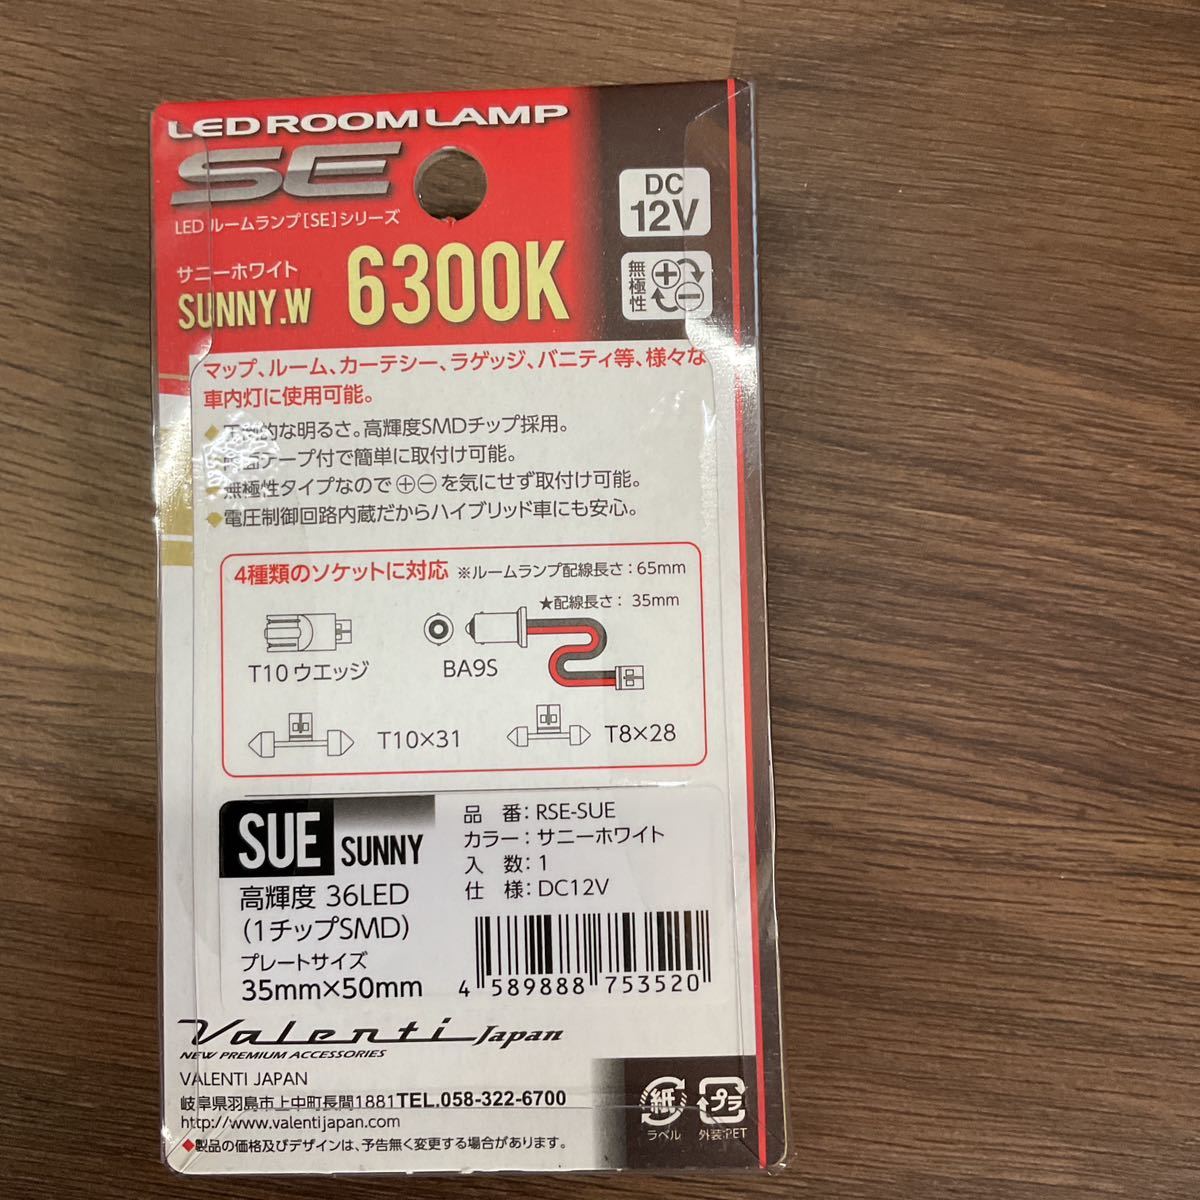 LED ROOM LAMP
SE
LED ルームランプ[SE]シリーズ
サニーホワイト
SUNNY.W 6300K
DC
12V
無極性
マップ、ルーム、カーテシー、ラゲッジ、バニティ等、様々な
車内灯に使用可能。
的な明るさ。高輝度SMDチップ採用。
テープ付で簡単に取付け可能。
無極性タイプなので⊕⊖を気にせず取付け可能。
◆電圧制御回路内蔵だからハイブリッド車にも安心。
4種類のソケットに対応 ※ルームランプ配線長さ:65mm
★配線長さ: 35mm
T10ウエッジ
BA9S
T10×31
T8×28
SUE SUNNY
高輝度 36LED
(1チップSMD)
プレートサイズ
35mm×50mm
品 番:RSE-SUE
カラー:サニーホワイト
入 数:1
仕 様:DC12V
4 589888 753520
Valenti Japan
NEW PREMIUM ACCESSORIES
VALENTI JAPAN
岐阜県羽島市上中町長間1881 TEL.058-322-6700
http://www.valentijapan.com
◆製品の価格及びデザインは、予告無く変更する場合があります。
紙
ラベル
プラ
外装:PET